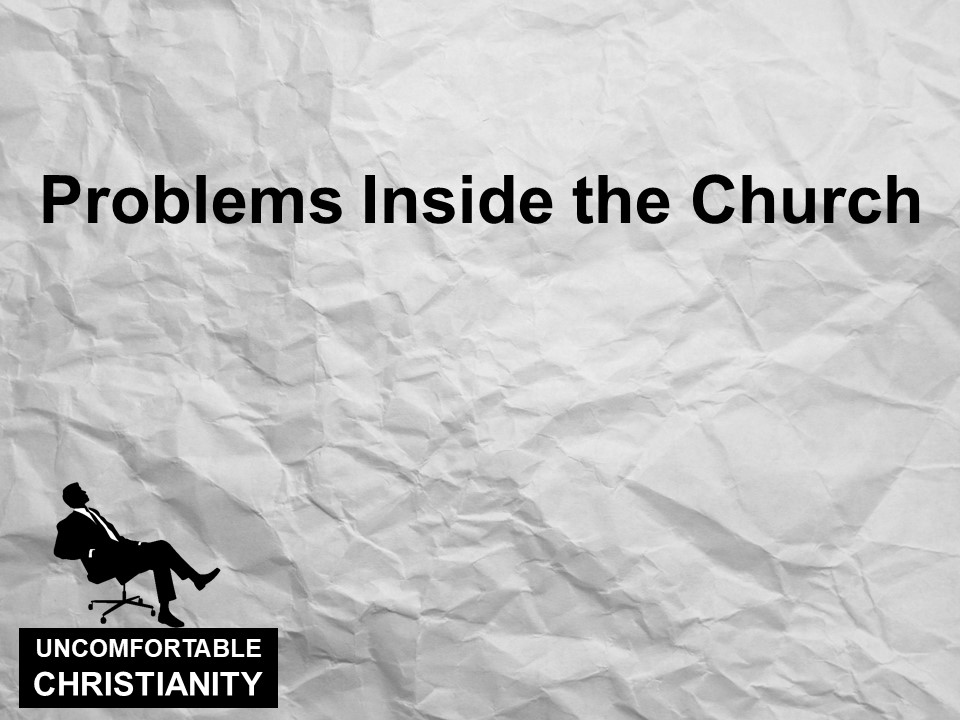 Problems Inside the Church
UNCOMFORTABLE
CHRISTIANITY